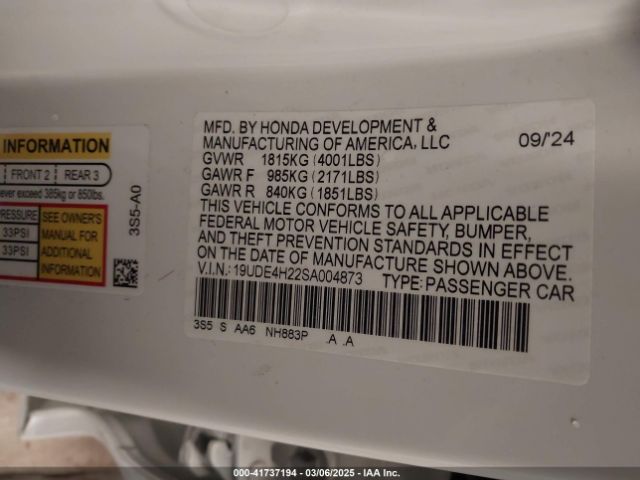 INFORMATION
FRONT 2 REAR 3
ever exceed 385kg or 850lbs.
PRESSURE SEE OWNER'S
33PSI MANUAL FOR
33PSI ADDITIONAL
INFORMATION
3S5-A0
MFD. BY HONDA DEVELOPMENT & 
MANUFACTURING OF AMERICA, LLC 09/'24
GVWR 1815KG (4001LBS)
GAWR F 985KG (2171LBS)
GAWR R 840KG (1851LBS)
THIS VEHICLE CONFORMS TO ALL APPLICABLE
FEDERAL MOTOR VEHICLE SAFETY, BUMPER,
AND THEFT PREVENTION STANDARDS IN EFFECT
ON THE DATE OF MANUFACTURE SHOWN ABOVE.
V.I.N.:19UDE4H22SA004873 TYPE:PASSENGER CAR
3S5 S AA6 NH883P .A .A
000-41737194 - 03/06/2025 - IAA Inc.